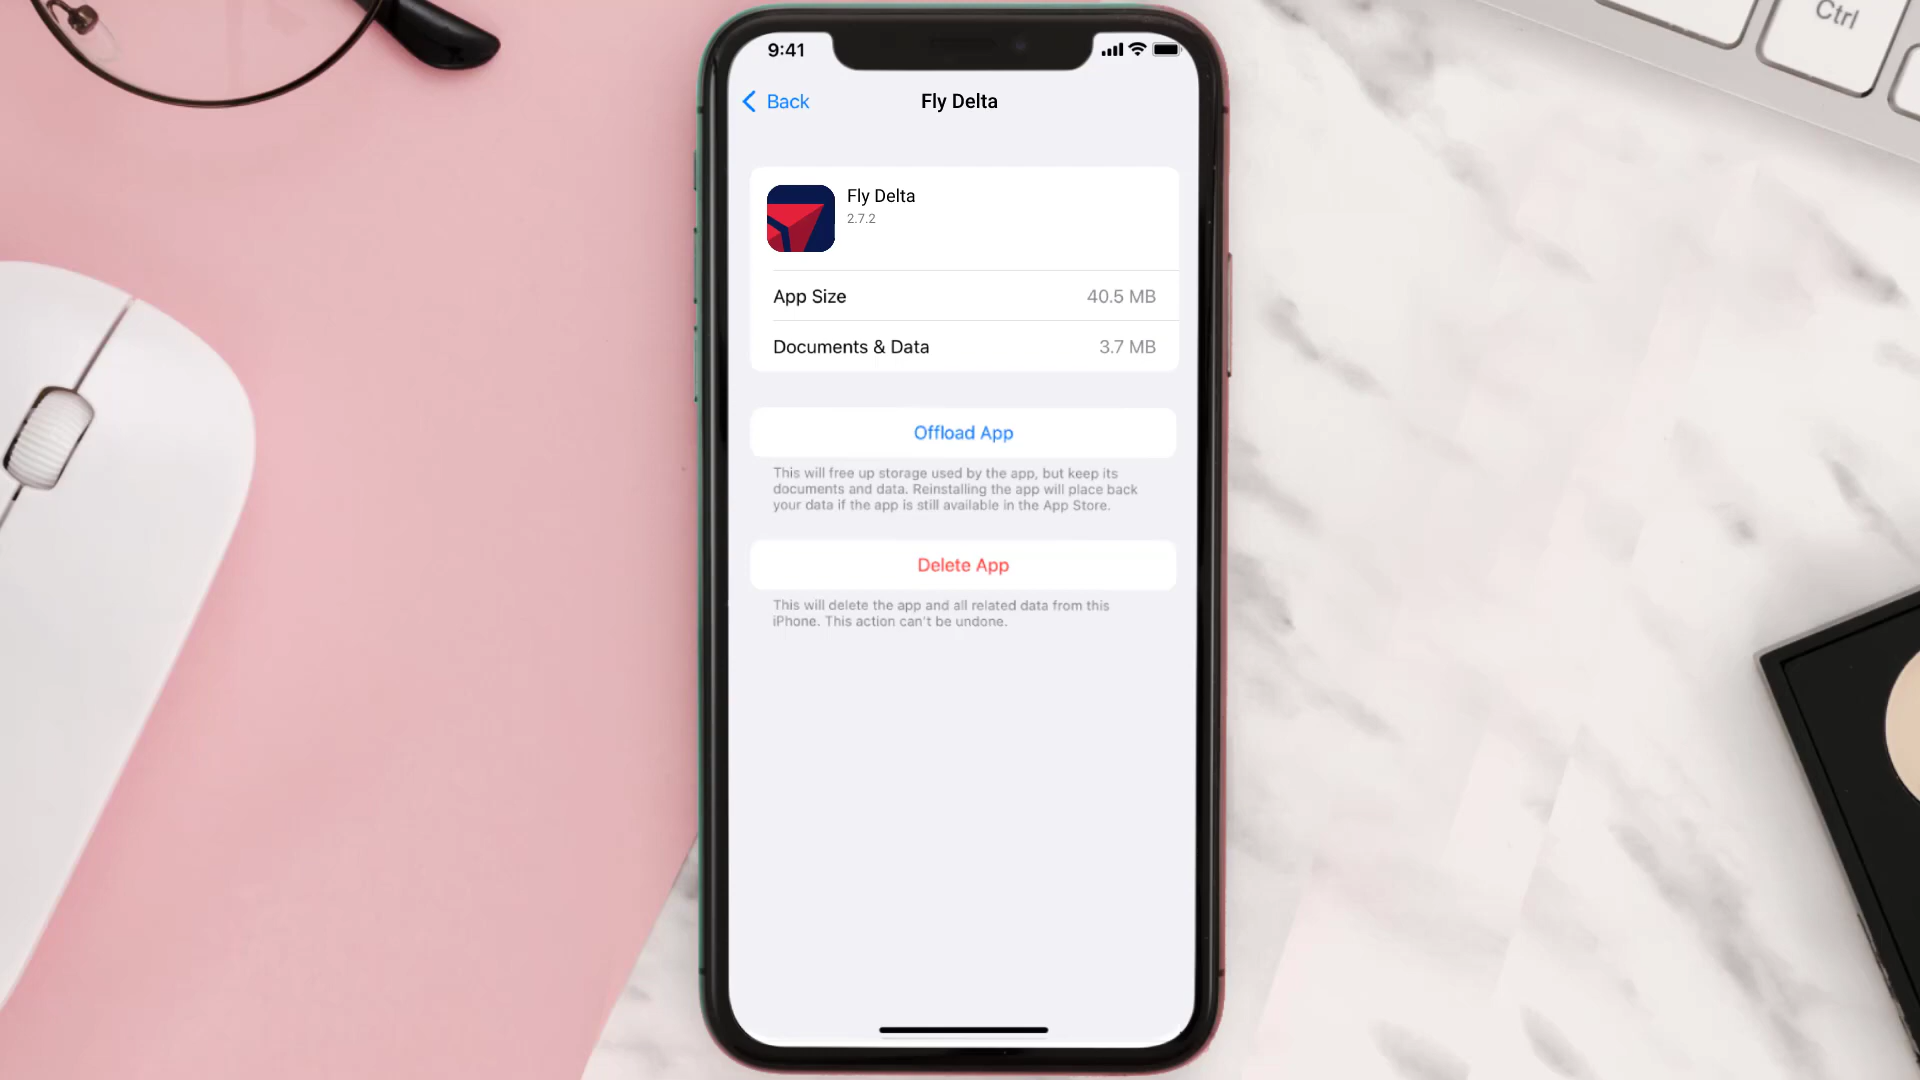 Ctrl
9:41
Back
Fly Delta
Fly Delta
2.7.2
App Size 40.5 MB
Documents & Data 3.7 MB
Offload App
This will free up storage used by the app, but keep its
documents and data. Reinstalling the app will place back
your data if the app is still available in the App Store.
Delete App
This will delete the app and all related data from this
iPhone. This action can't be undone.